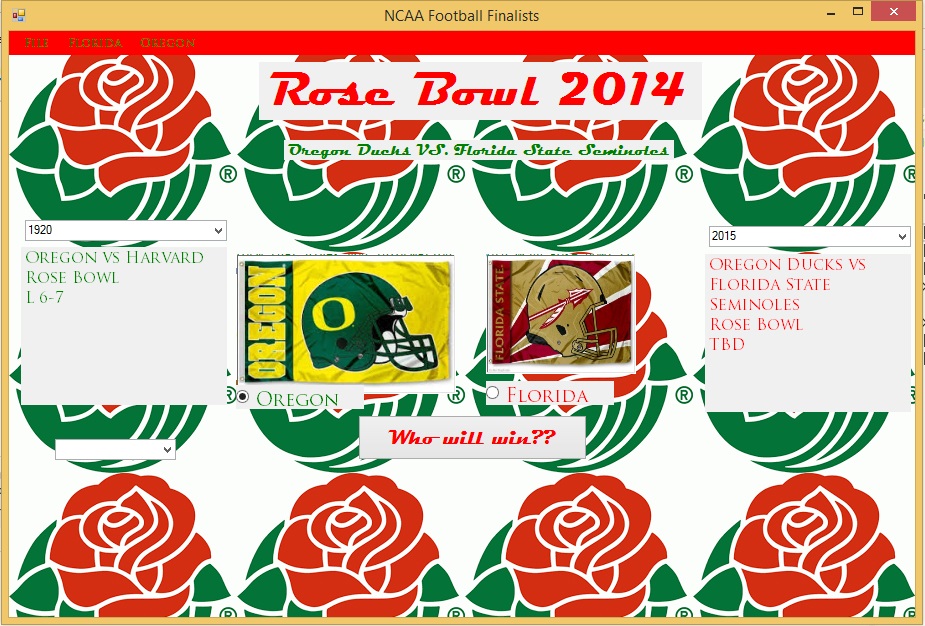 NCAA Football Finalists
File Florida Oregon
Rose Bowl 2014
Oregon Ducks VS. Florida State Seminoles
1920
2015
Oregon vs Harvard
Rose Bowl
L 6-7
OREGON
O
FLORIDA STATE
Oregon Ducks vs
Florida State
Seminoles
Rose Bowl
TBD
Oregon
Florida
Who will win??